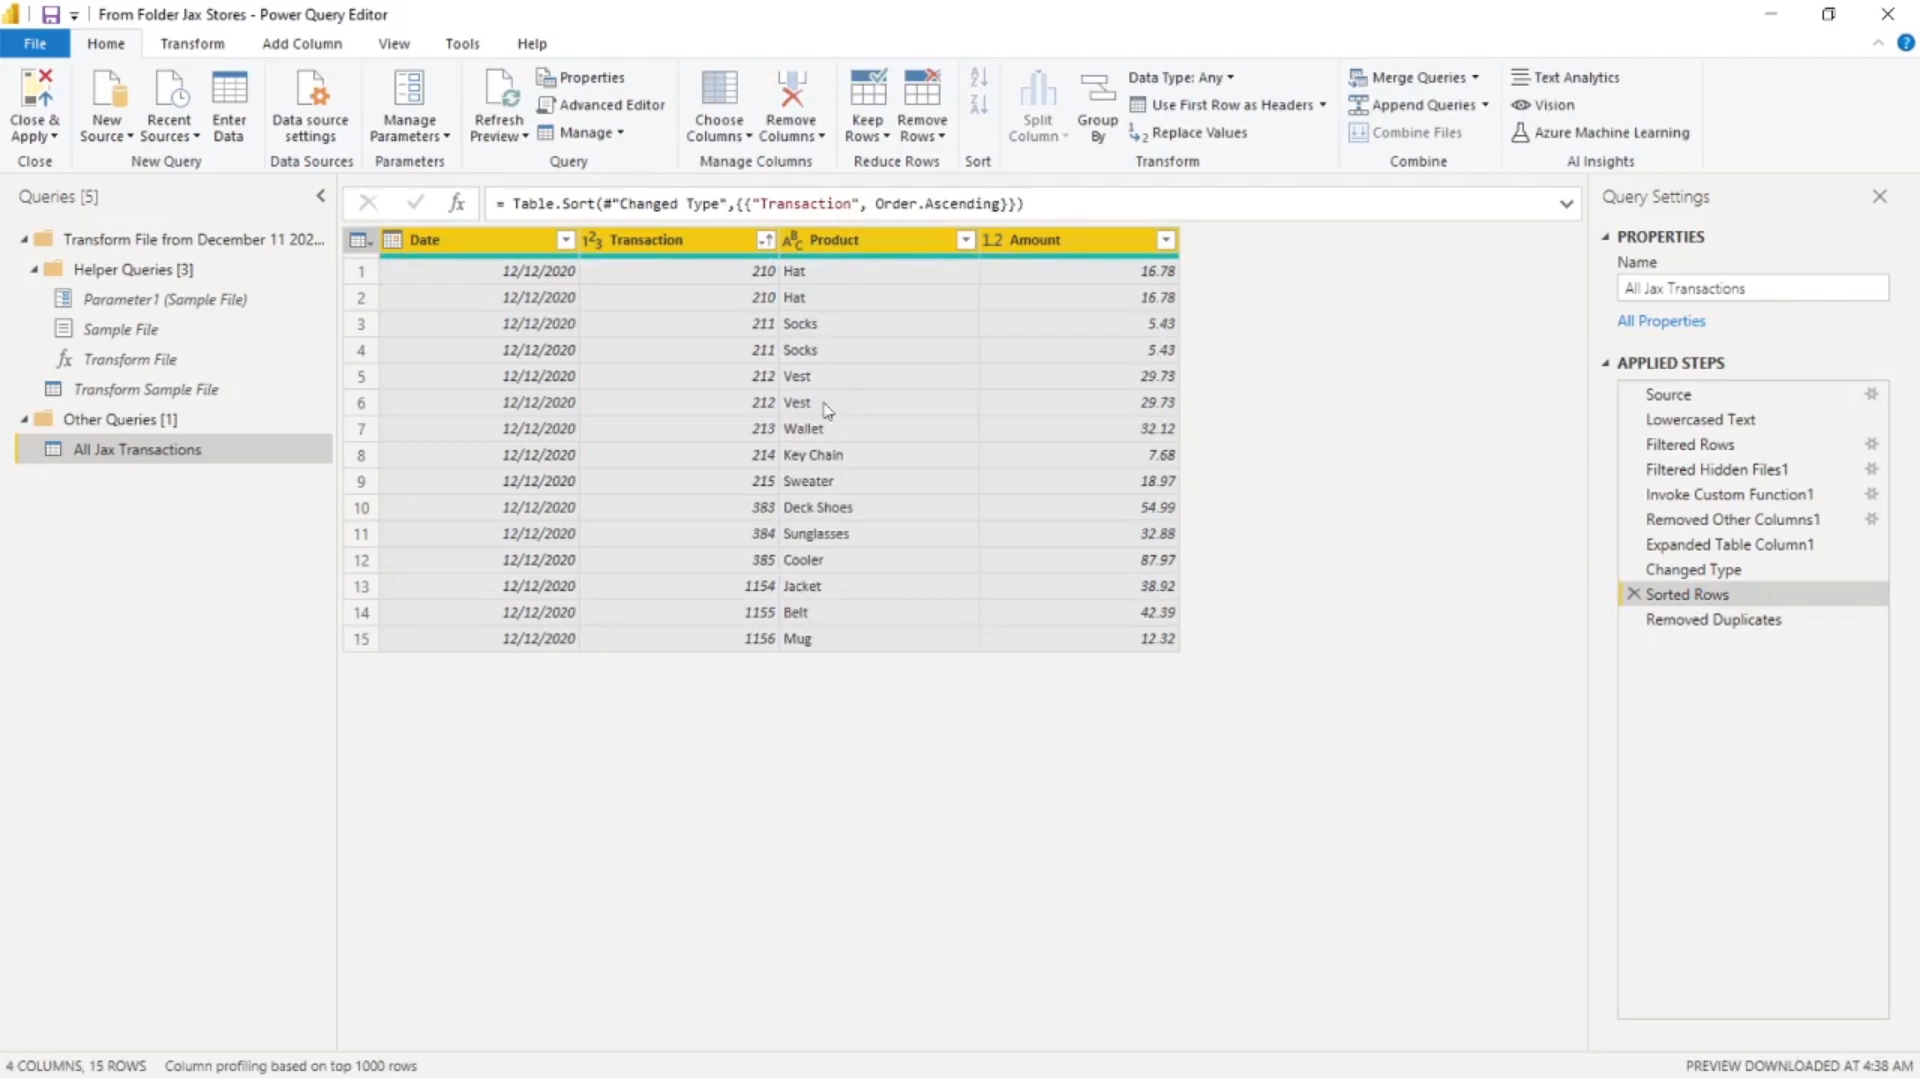 From Folder Jax Stores - Power Query Editor
File Home Transform Add Column View Tools Help
Close & Apply
New Source
Recent Sources
Enter Data
Data source settings
Manage Parameters
Refresh Preview
Properties
Advanced Editor
Manage
Choose Columns
Remove Columns
Keep Rows
Remove Rows
Split Column
Group By
Data Type: Any
Use First Row as Headers
Replace Values
Merge Queries
Append Queries
Combine Files
Text Analytics
Vision
Azure Machine Learning
Close New Query Data Sources Parameters Query Manage Columns Reduce Rows Sort Transform Combine AI Insights
Queries [5]
Transform File from December 11 202...
Helper Queries [3]
Parameter1 (Sample File)
Sample File
fx Transform File
Transform Sample File
Other Queries [1]
All Jax Transactions
fx = Table.Sort(#"Changed Type",{{"Transaction", Order.Ascending}})
Date 123 Transaction ABC Product 1.2 Amount
1 12/12/2020 210 Hat 16.78
2 12/12/2020 210 Hat 16.78
3 12/12/2020 211 Socks 5.43
4 12/12/2020 211 Socks 5.43
5 12/12/2020 212 Vest 29.73
6 12/12/2020 212 Vest 29.73
7 12/12/2020 213 Wallet 32.12
8 12/12/2020 214 Key Chain 7.68
9 12/12/2020 215 Sweater 18.97
10 12/12/2020 383 Deck Shoes 54.99
11 12/12/2020 384 Sunglasses 32.88
12 12/12/2020 385 Cooler 87.97
13 12/12/2020 1154 Jacket 38.92
14 12/12/2020 1155 Belt 42.39
15 12/12/2020 1156 Mug 12.32
Query Settings
PROPERTIES
Name
All Jax Transactions
All Properties
APPLIED STEPS
Source
Lowercased Text
Filtered Rows
Filtered Hidden Files1
Invoke Custom Function1
Removed Other Columns1
Expanded Table Column1
Changed Type
Sorted Rows
Removed Duplicates
4 COLUMNS, 15 ROWS Column profiling based on top 1000 rows
PREVIEW DOWNLOADED AT 4:38 AM